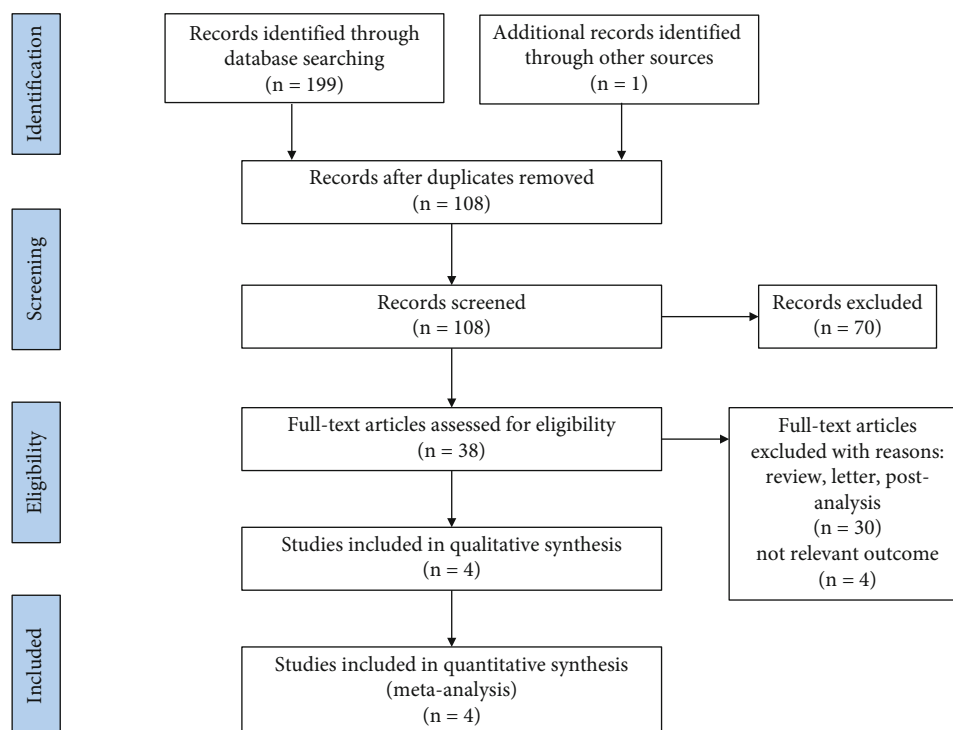 Identification
Records identified through
database searching
(n = 199)
Additional records identified
through other sources
(n = 1)
Records after duplicates removed
(n = 108)
Screening
Records screened
(n = 108)
Records excluded
(n = 70)
Eligibility
Full-text articles assessed for eligibility
(n = 38)
Full-text articles
excluded with reasons:
review, letter, post-
analysis
(n = 30)
not relevant outcome
(n = 4)
Studies included in qualitative synthesis
(n = 4)
Included
Studies included in quantitative synthesis
(meta-analysis)
(n = 4)